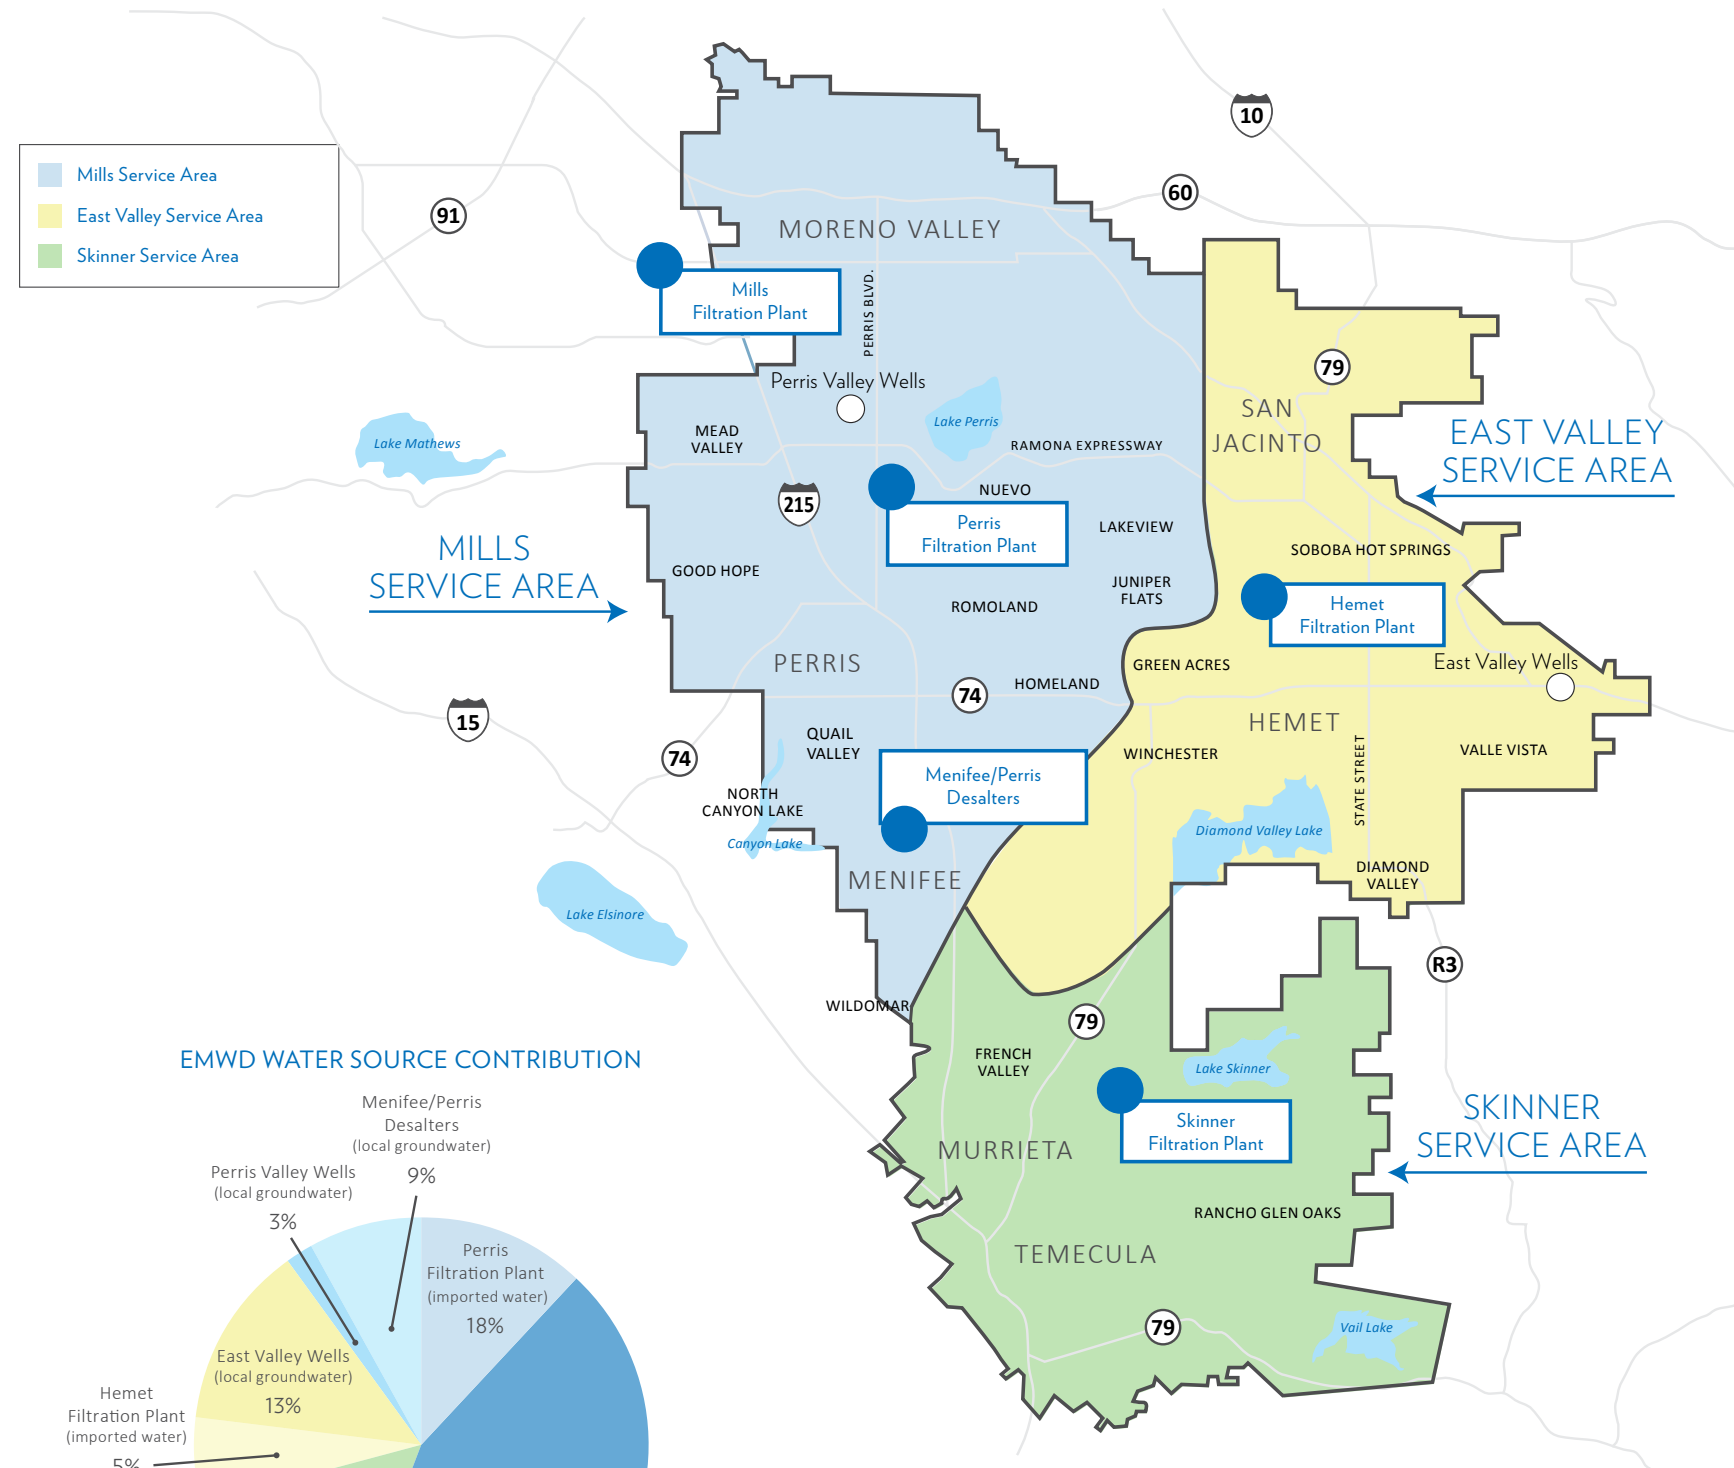 10
60
Mills Service Area
East Valley Service Area
Skinner Service Area
91
MORENO VALLEY
Mills
Filtration Plant
PERRIS BLVD.
79
Perris Valley Wells
SAN
JACINTO
Lake Perris
MEAD
VALLEY
RAMONA EXPRESSWAY
Lake Mathews
EAST VALLEY
SERVICE AREA
215
NUEVO
Perris
Filtration Plant
LAKEVIEW
SOBOBA HOT SPRINGS
MILLS
SERVICE AREA
GOOD HOPE
JUNIPER
FLATS
ROMOLAND
Hemet
Filtration Plant
PERRIS
GREEN ACRES
East Valley Wells
74
HOMELAND
15
HEMET
74
QUAIL
VALLEY
WINCHESTER
STATE STREET
VALLE VISTA
Menifee/Perris
Desalters
NORTH
CANYON LAKE
Canyon Lake
Diamond Valley Lake
MENIFEE
DIAMOND
VALLEY
Lake Elsinore
R3
WILDOMAR
79
FRENCH
VALLEY
Lake Skinner
Skinner
Filtration Plant
SKINNER
SERVICE AREA
MURRIETA
RANCHO GLEN OAKS
TEMECULA
79
Vail Lake
EMWD WATER SOURCE CONTRIBUTION
Menifee/Perris
Desalters
(local groundwater)
9%
Perris Valley Wells
(local groundwater)
3%
Perris
Filtration Plant
(imported water)
18%
East Valley Wells
(local groundwater)
13%
Hemet
Filtration Plant
(imported water)
5%